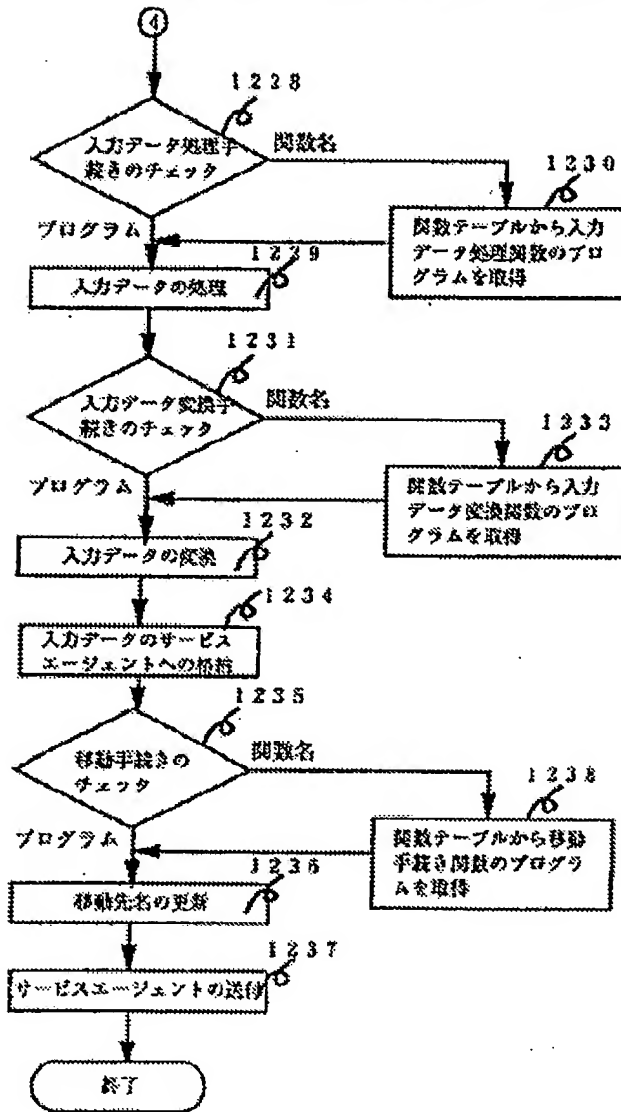 ④
1228
入力データ処理手
続きのチェック
関数名
1230
関数テーブルから入力
データ処理関数のプロ
グラムを取得
プログラム
1229
入力データの処理
1231
入力データ変換手
続きのチェック
関数名
1233
関数テーブルから入力
データ変換関数のプロ
グラムを取得
プログラム
1232
入力データの変換
1234
入力データのサービス
エージェントへの格納
1235
移動手続きの
チェック
関数名
1238
関数テーブルから移動
手続き関数のプログラ
ムを取得
プログラム
1236
移動先名の更新
1237
サービスエージェントの送付
終了